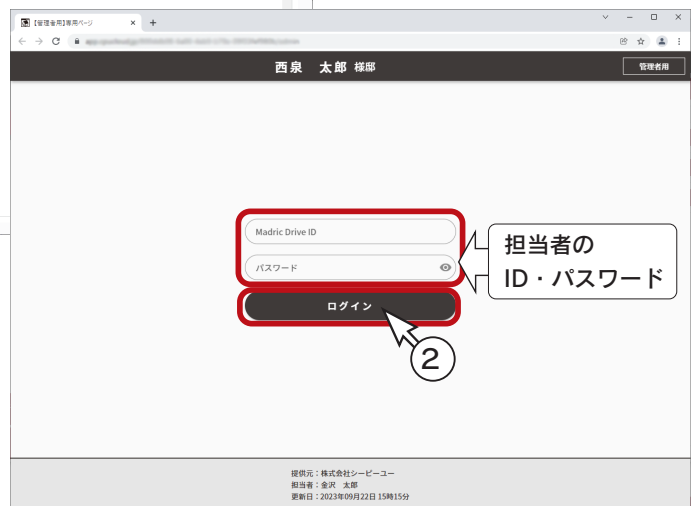 【管理者用】専用ページ
西泉 太郎 様邸
管理者用
Madric Drive ID
パスワード
担当者の
ID・パスワード
ログイン
2
提供元：株式会社シーピーユー
担当者：金沢 太郎
更新日：2023年09月22日 15時15分